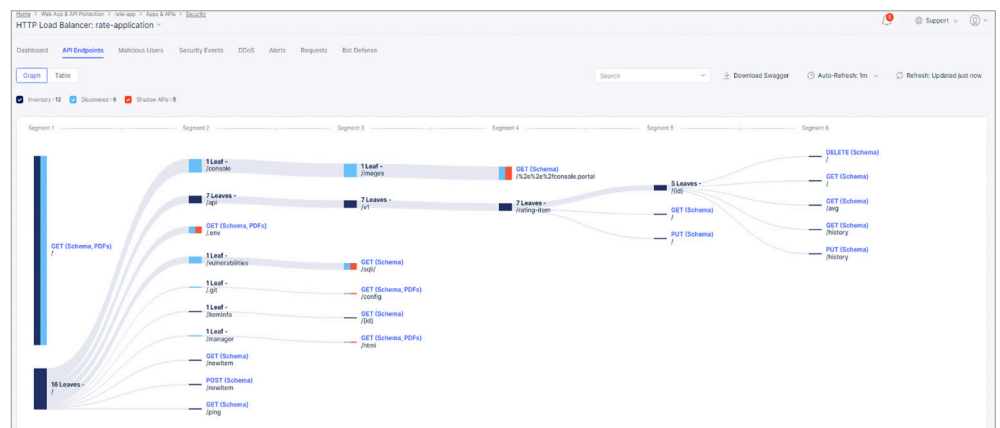 Home > Web App & API Protection > rate-app > Apps & APIs > Security
HTTP Load Balancer: rate-application
Support
Dashboard API Endpoints Malicious Users Security Events DDoS Alerts Requests Bot Defense
Graph Table
Search
Download Swagger
Auto-Refresh: 1m
Refresh: Updated just now
Inventory : 12 Discovered : 6 Shadow APIs : 5
Segment 1 Segment 2 Segment 3 Segment 4 Segment 5 Segment 6
GET (Schema, PDFs)
/
16 Leaves -
/
1 Leaf -
/console
7 Leaves -
/api
GET (Schema, PDFs)
/.env
1 Leaf -
/vulnerabilities
1 Leaf -
/.git
1 Leaf -
/itemInfo
1 Leaf -
/manager
GET (Schema)
/newitem
POST (Schema)
/newitem
GET (Schema)
/ping
1 Leaf -
/images
7 Leaves -
/v1
GET (Schema)
/sqli/
GET (Schema, PDFs)
/config
GET (Schema)
/{id}
GET (Schema, PDFs)
/html
GET (Schema)
/%2e%2e%2fconsole.portal
7 Leaves -
/rating-item
5 Leaves -
/{id}
GET (Schema)
/
PUT (Schema)
/
DELETE (Schema)
/
GET (Schema)
/
GET (Schema)
/avg
GET (Schema)
/history
PUT (Schema)
/history